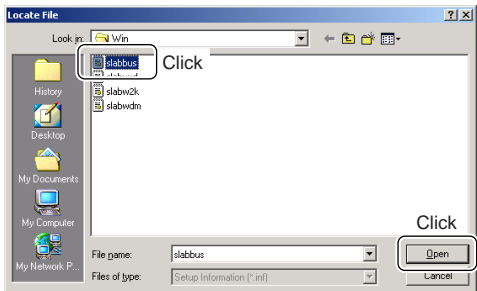 Locate File
Look in:
Win
slabbus
Click
slabw2k
slabwdm
History
Desktop
My Documents
My Computer
My Network P...
Click
File name:
slabbus
Open
Files of type:
Setup Information (*.inf)
Cancel